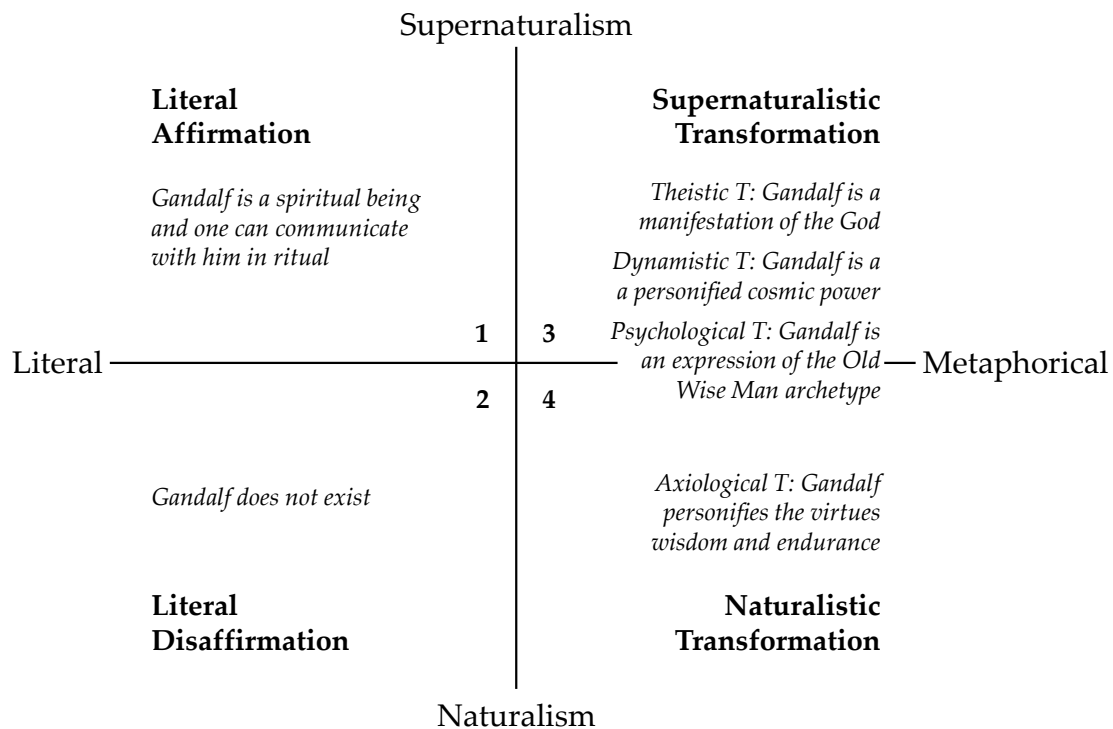 Supernaturalism
Literal
Affirmation
Gandalf is a spiritual being
and one can communicate
with him in ritual
Supernaturalistic
Transformation
Theistic T: Gandalf is a
manifestation of the God
Dynamistic T: Gandalf is a
a personified cosmic power
Psychological T: Gandalf is
an expression of the Old
Wise Man archetype
1
3
Literal
Metaphorical
2
4
Gandalf does not exist
Literal
Disaffirmation
Axiological T: Gandalf
personifies the virtues
wisdom and endurance
Naturalistic
Transformation
Naturalism